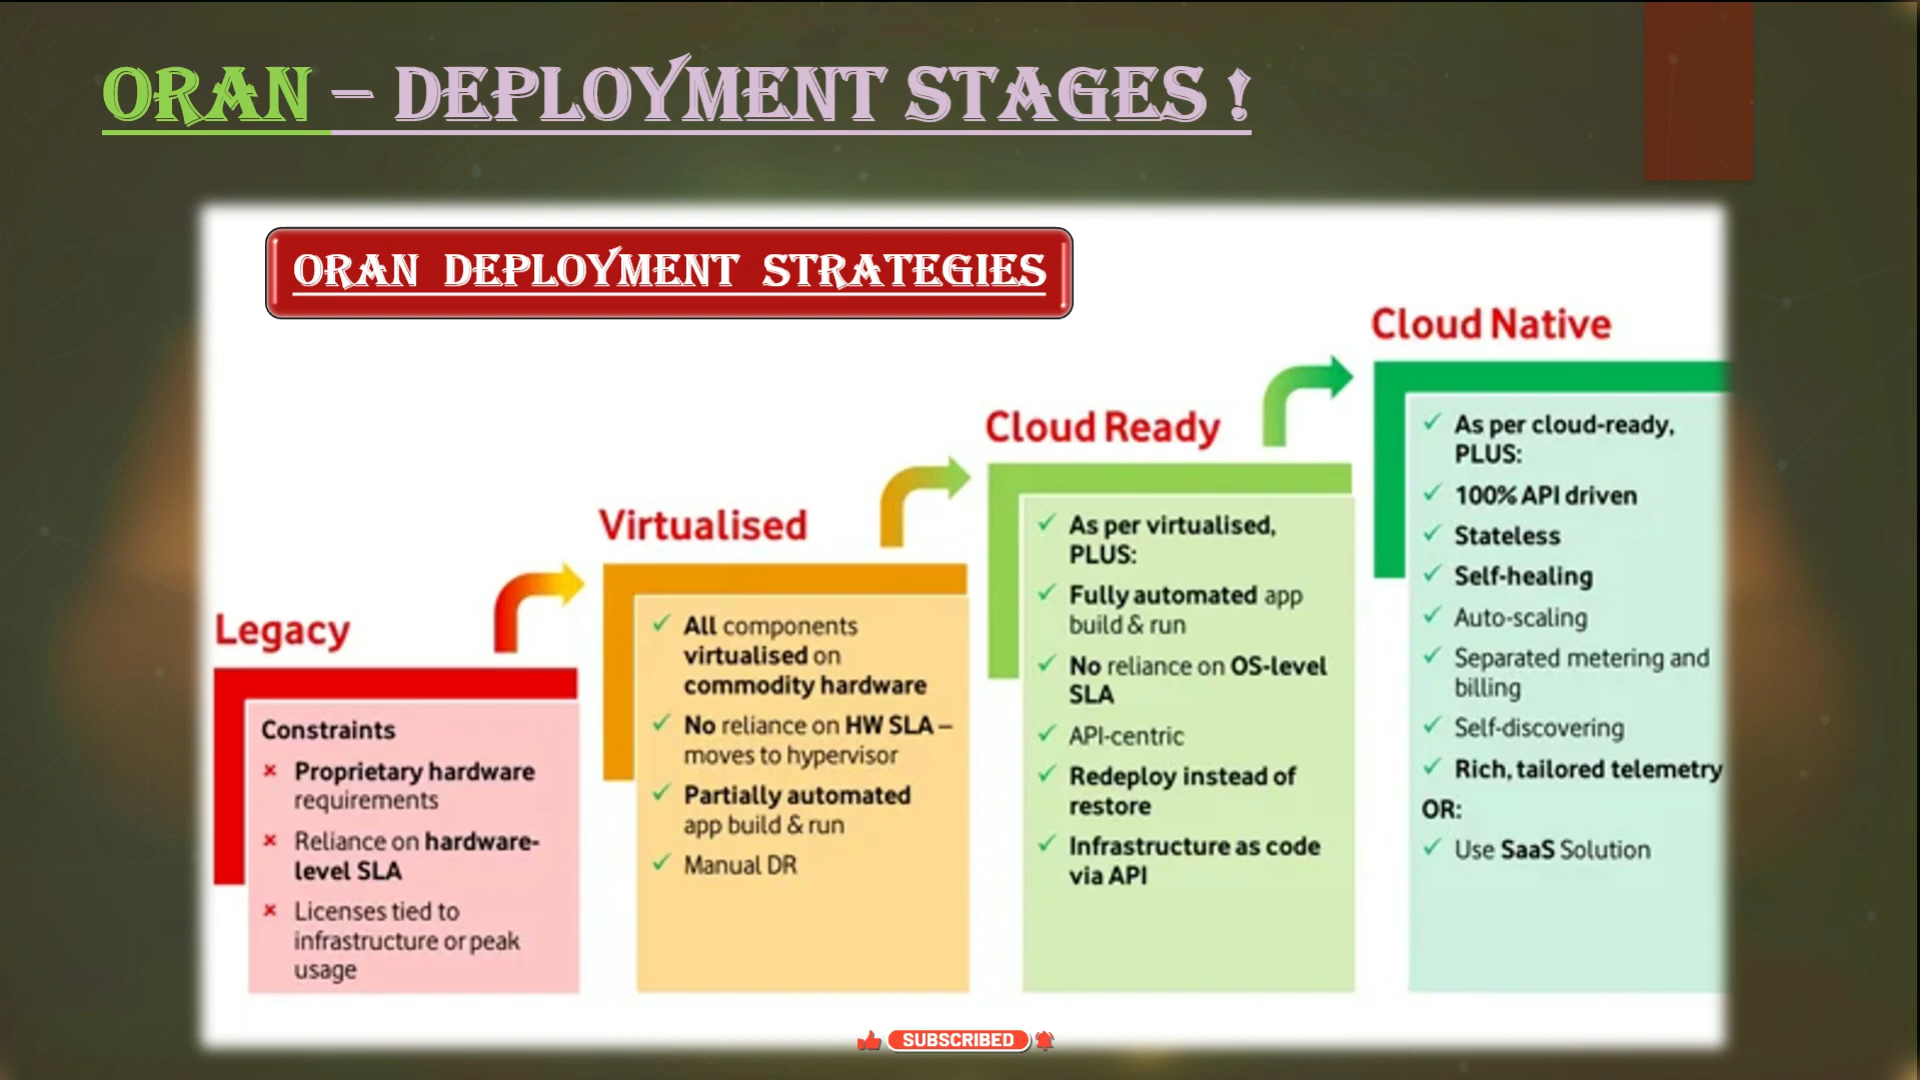 ORAN – DEPLOYMENT STAGES !
ORAN DEPLOYMENT STRATEGIES
Legacy
Constraints
Proprietary hardware
requirements
Reliance on hardware-
level SLA
Licenses tied to
infrastructure or peak
usage
Virtualised
All components
virtualised on
commodity hardware
No reliance on HW SLA –
moves to hypervisor
Partially automated
app build & run
Manual DR
Cloud Ready
As per virtualised,
PLUS:
Fully automated app
build & run
No reliance on OS-level
SLA
API-centric
Redeploy instead of
restore
Infrastructure as code
via API
Cloud Native
As per cloud-ready,
PLUS:
100% API driven
Stateless
Self-healing
Auto-scaling
Separated metering and
billing
Self-discovering
Rich, tailored telemetry
OR:
Use SaaS Solution
SUBSCRIBED